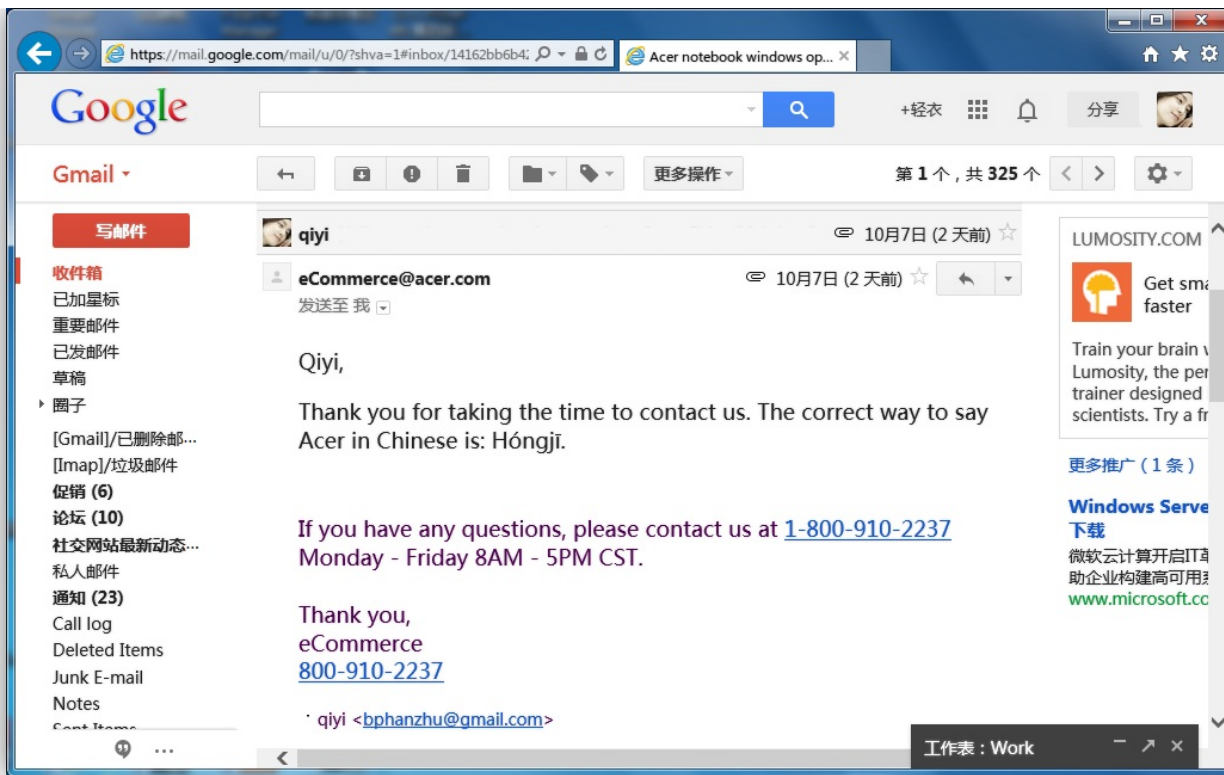 https://mail.google.com/mail/u/0/?shva=1#inbox/14162bb6b42
Acer notebook windows op...
Google
+轻衣
分享
Gmail
更多操作
第 1 个，共 325 个
写邮件
收件箱
已加星标
重要邮件
已发邮件
草稿
圈子
[Gmail]/已删除邮...
[Imap]/垃圾邮件
促销 (6)
论坛 (10)
社交网站最新动态...
私人邮件
通知 (23)
Call log
Deleted Items
Junk E-mail
Notes
Sent Items
qiyi
10月7日 (2 天前)
eCommerce@acer.com
10月7日 (2 天前)
发送至 我
Qiyi,
Thank you for taking the time to contact us. The correct way to say
Acer in Chinese is: Hóngjī.
If you have any questions, please contact us at 1-800-910-2237
Monday - Friday 8AM - 5PM CST.
Thank you,
eCommerce
800-910-2237
qiyi <bphanzhu@gmail.com>
LUMOSITY.COM
Get sma
faster
Train your brain w
Lumosity, the per
trainer designed
scientists. Try a fr
更多推广（1 条）
Windows Serve
下载
微软云计算开启IT革
助企业构建高可用
www.microsoft.co
工作表：Work